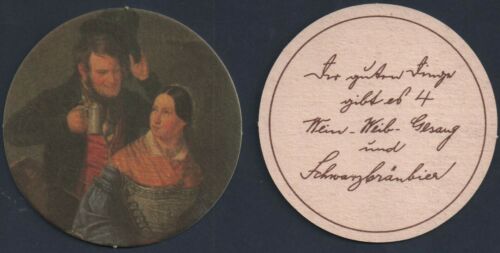 Der guten Dinge
gibt es 4
Wein - Weib - Gesang
und
Schwarzbräubier